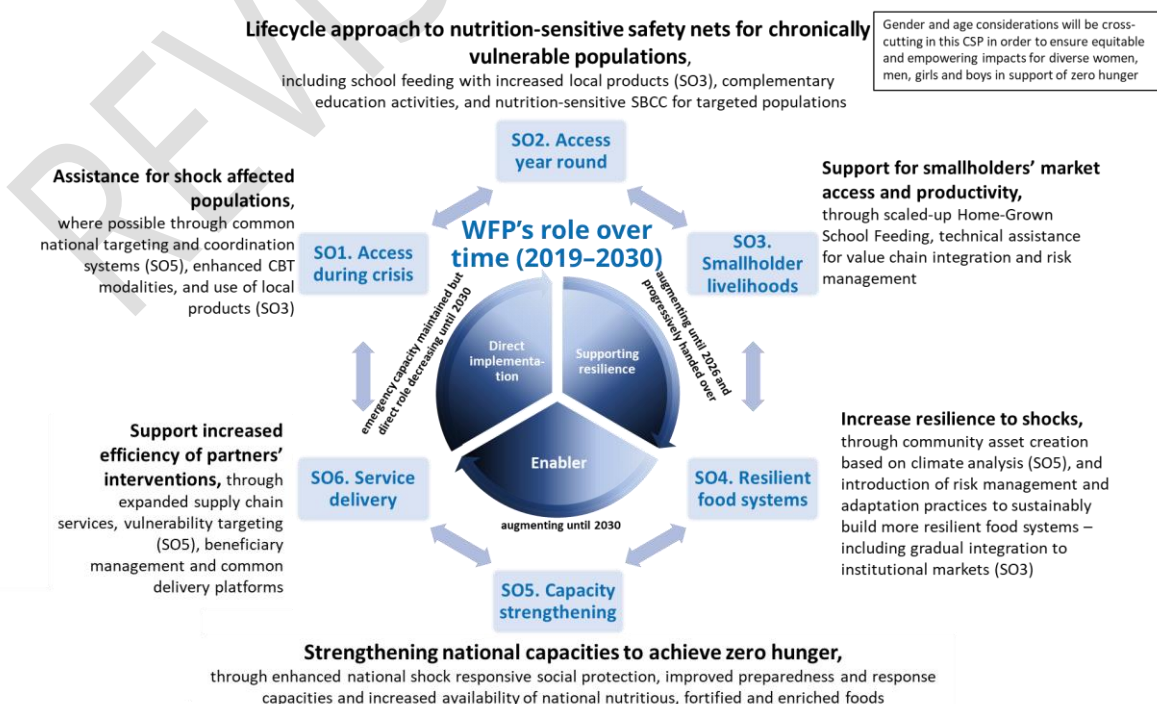 Lifecycle approach to nutrition-sensitive safety nets for chronically
vulnerable populations,
including school feeding with increased local products (SO3), complementary
education activities, and nutrition-sensitive SBCC for targeted populations
Gender and age considerations will be cross-
cutting in this CSP in order to ensure equitable
and empowering impacts for diverse women,
men, girls and boys in support of zero hunger
SO2. Access
year round
Assistance for shock affected
populations,
where possible through common
national targeting and coordination
systems (SO5), enhanced CBT
modalities, and use of local
products (SO3)
SO1. Access
during crisis
WFP's role over
time (2019–2030)
SO3.
Smallholder
livelihoods
Support for smallholders' market
access and productivity,
through scaled-up Home-Grown
School Feeding, technical assistance
for value chain integration and risk
management
emergency capacity maintained but
direct role decreasing until 2030
Direct
implementa-
tion
Supporting
resilience
augmenting until 2026 and
progressively handed over
Enabler
augmenting until 2030
Support increased
efficiency of partners'
interventions, through
expanded supply chain
services, vulnerability targeting
(SO5), beneficiary
management and common
delivery platforms
SO6. Service
delivery
SO4. Resilient
food systems
Increase resilience to shocks,
through community asset creation
based on climate analysis (SO5), and
introduction of risk management and
adaptation practices to sustainably
build more resilient food systems –
including gradual integration to
institutional markets (SO3)
SO5. Capacity
strengthening
Strengthening national capacities to achieve zero hunger,
through enhanced national shock responsive social protection, improved preparedness and response
capacities and increased availability of national nutritious, fortified and enriched foods
REVIS